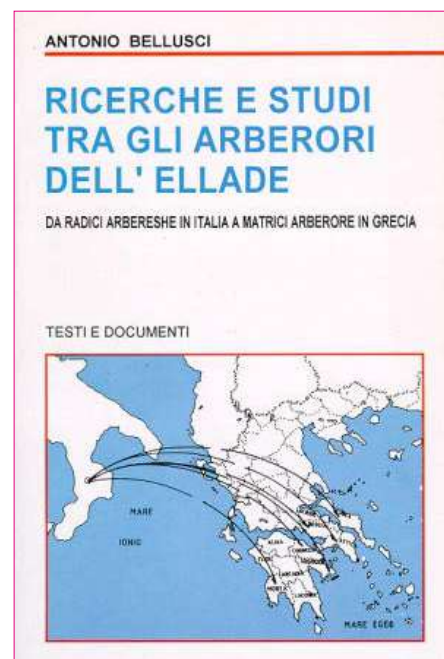 ANTONIO BELLUSCI
RICERCHE E STUDI
TRA GLI ARBERORI
DELL' ELLADE
DA RADICI ARBERESHE IN ITALIA A MATRICI ARBERORE IN GRECIA
TESTI E DOCUMENTI
MARE
IONIO
MARE EGEO